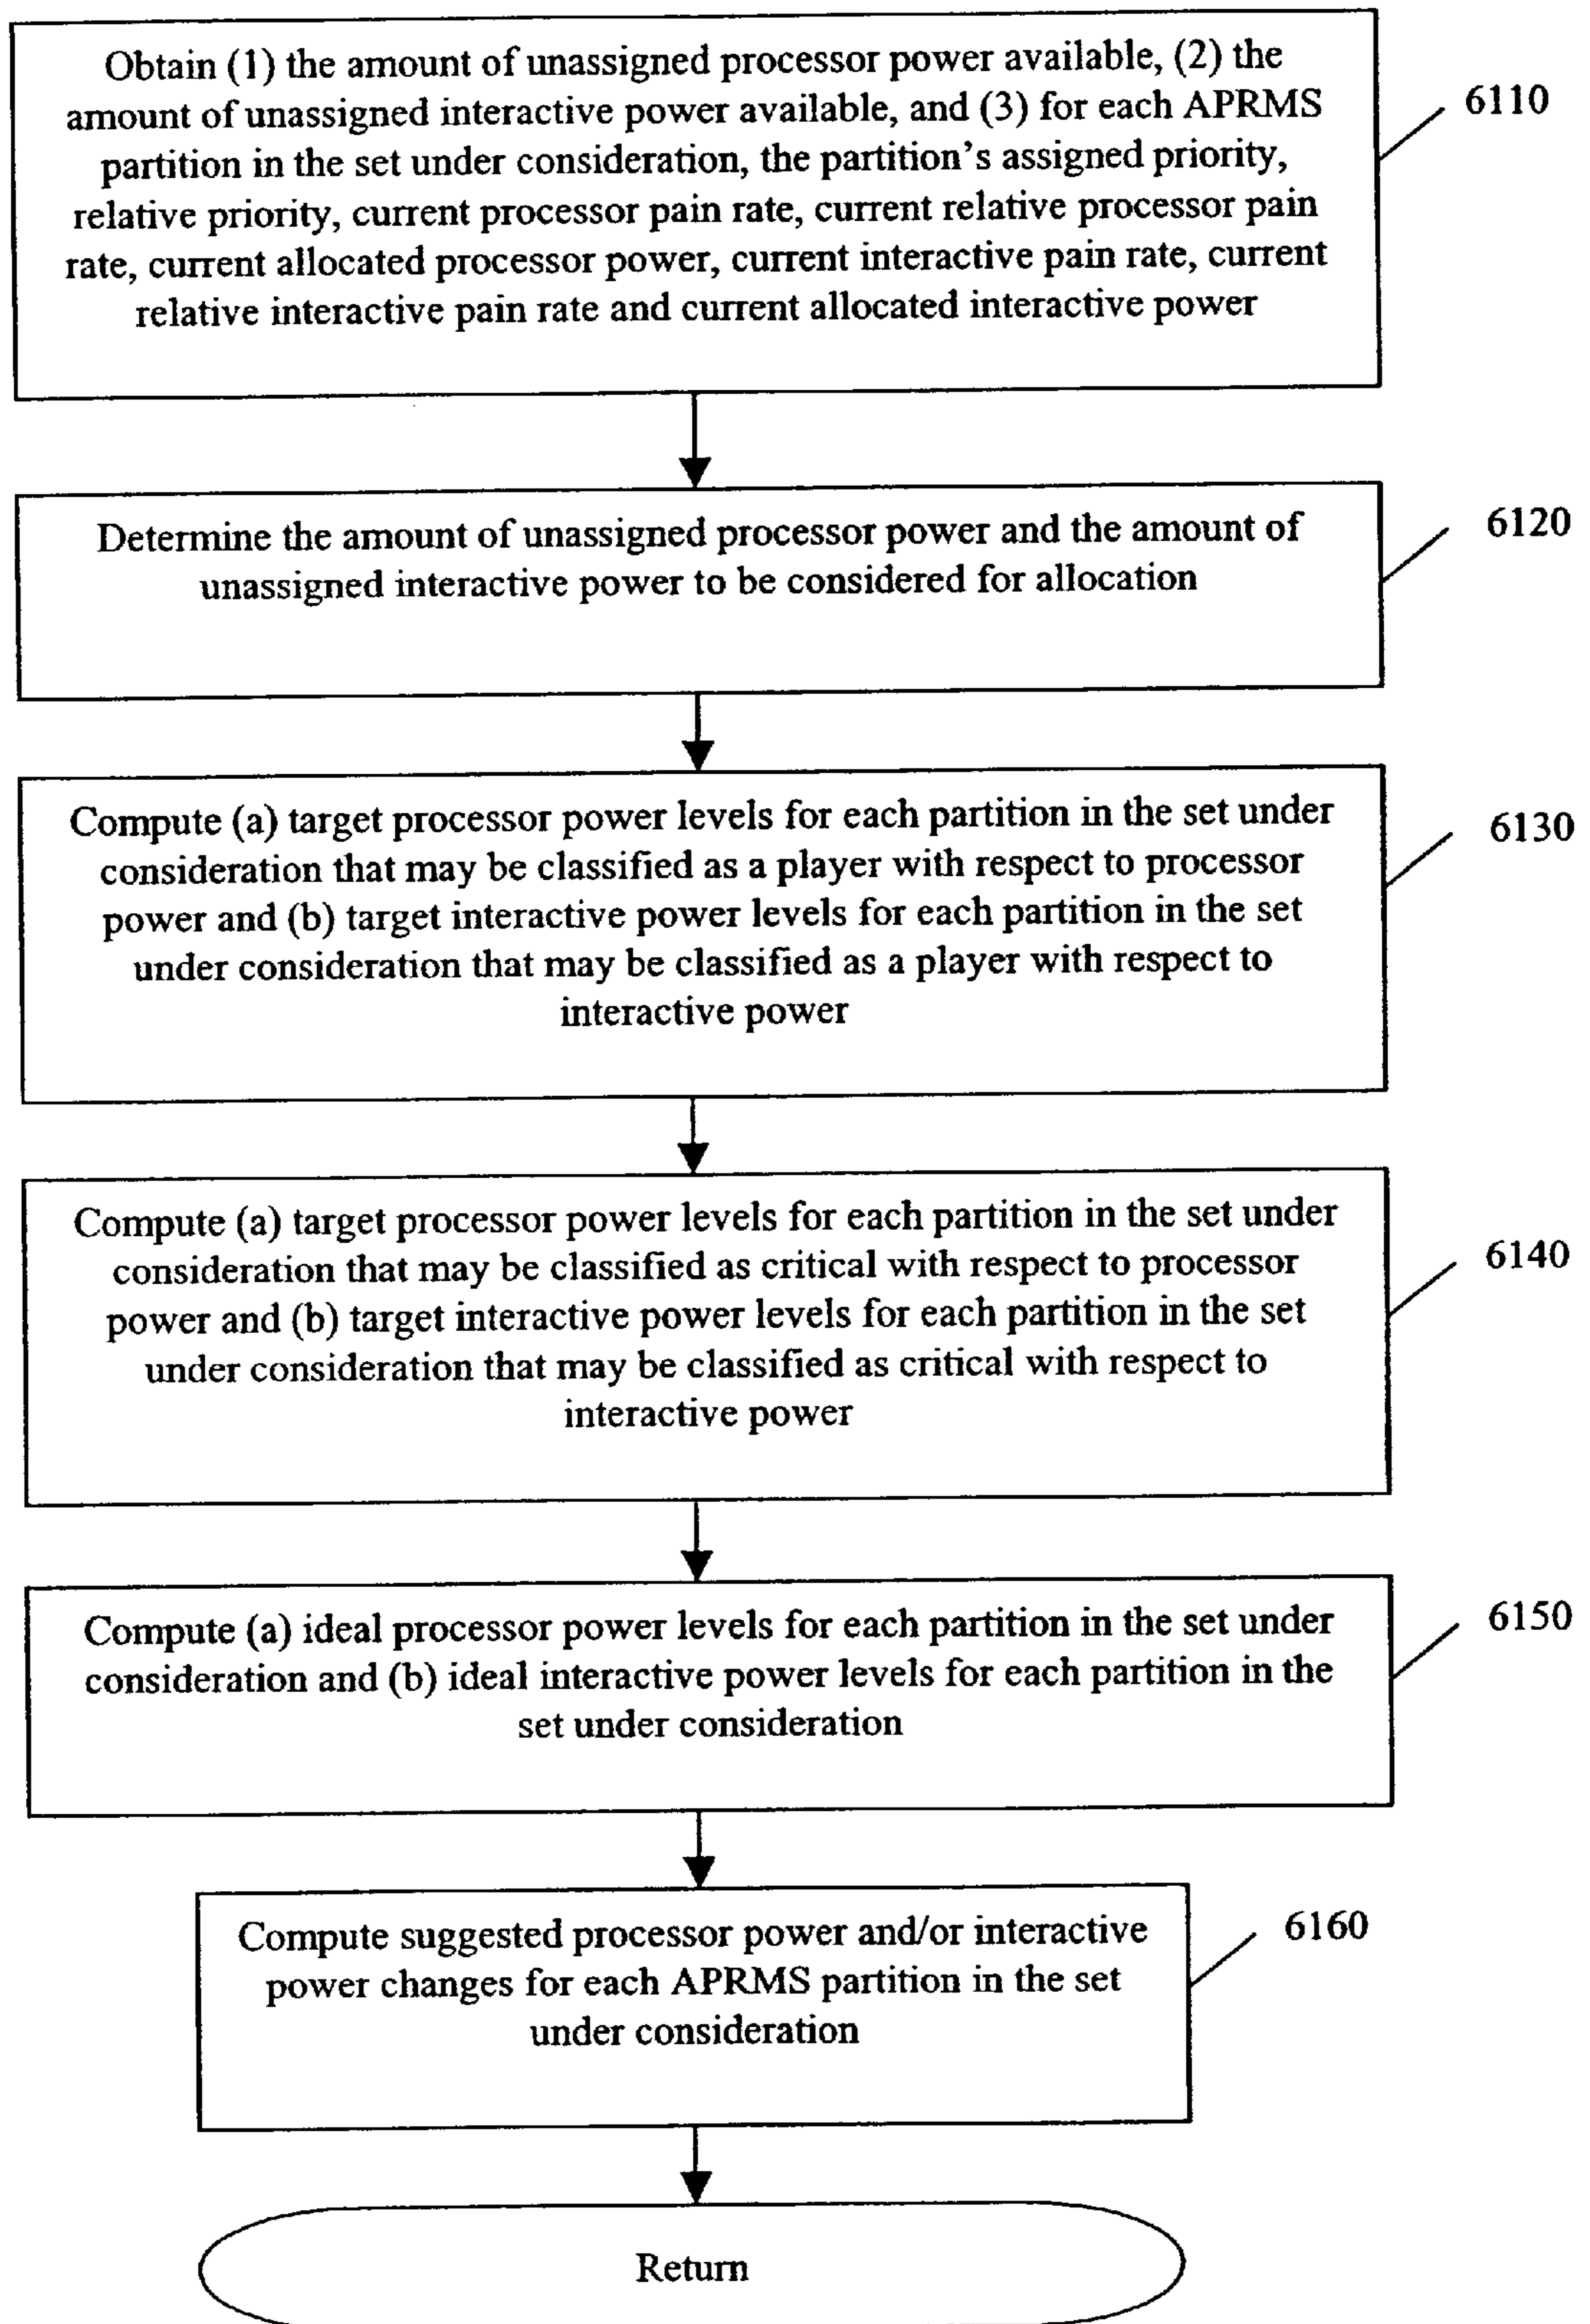 Obtain (1) the amount of unassigned processor power available, (2) the
amount of unassigned interactive power available, and (3) for each APRMS
partition in the set under consideration, the partition's assigned priority,
relative priority, current processor pain rate, current relative processor pain
rate, current allocated processor power, current interactive pain rate, current
relative interactive pain rate and current allocated interactive power
6110
Determine the amount of unassigned processor power and the amount of
unassigned interactive power to be considered for allocation
6120
Compute (a) target processor power levels for each partition in the set under
consideration that may be classified as a player with respect to processor
power and (b) target interactive power levels for each partition in the set
under consideration that may be classified as a player with respect to
interactive power
6130
Compute (a) target processor power levels for each partition in the set under
consideration that may be classified as critical with respect to processor
power and (b) target interactive power levels for each partition in the set
under consideration that may be classified as critical with respect to
interactive power
6140
Compute (a) ideal processor power levels for each partition in the set under
consideration and (b) ideal interactive power levels for each partition in the
set under consideration
6150
Compute suggested processor power and/or interactive
power changes for each APRMS partition in the set
under consideration
6160
Return